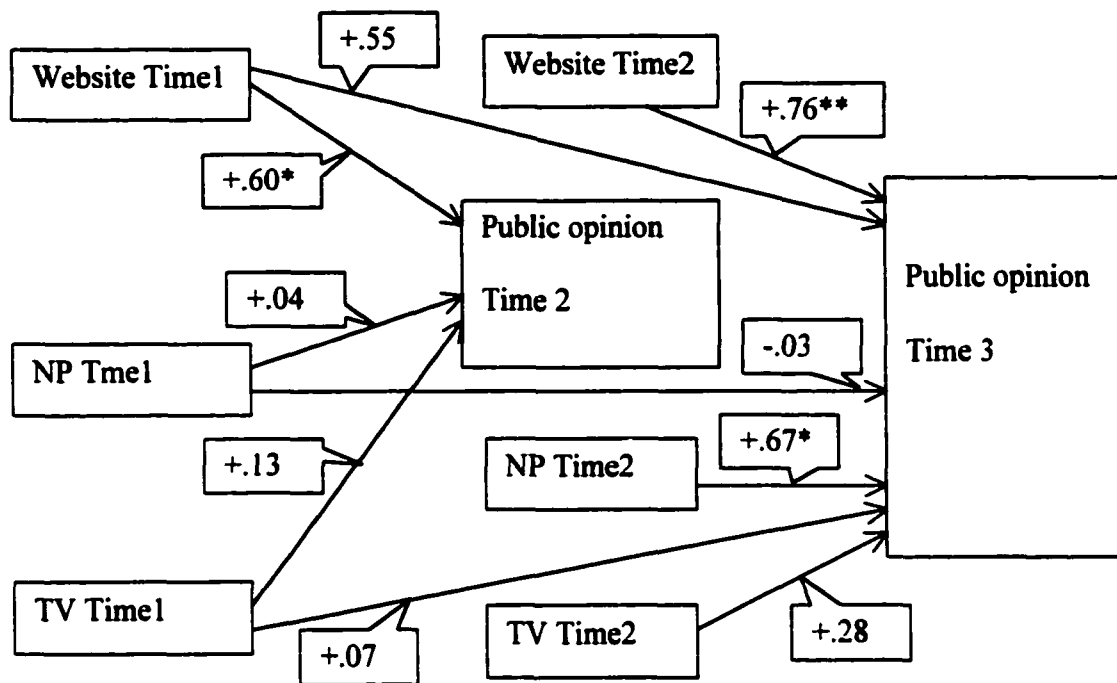 +.55
Website Time1
Website Time2
+.76**
+.60*
Public opinion
Time 2
Public opinion
Time 3
+.04
-.03
NP Tme1
+.67*
+.13
NP Time2
TV Time1
TV Time2
+.07
+.28